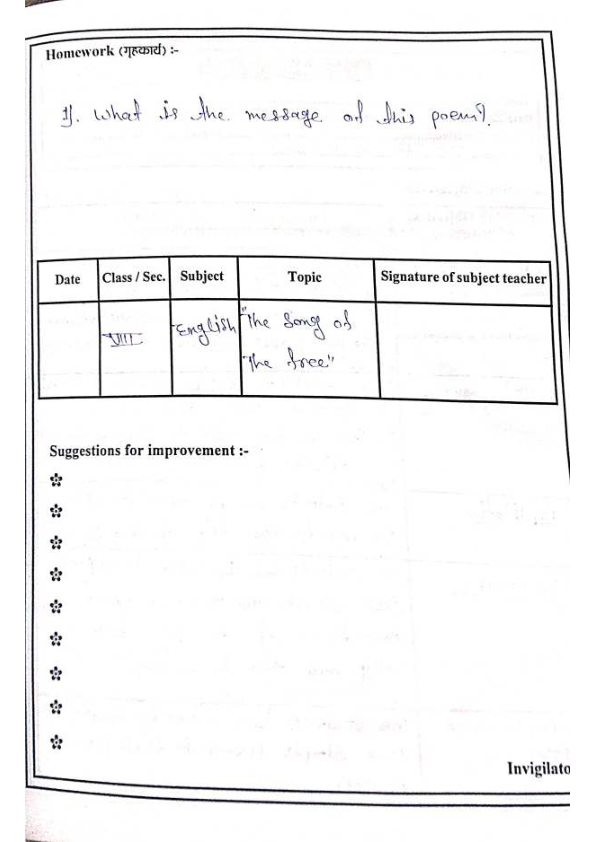 Homework (गृहकार्य) :-
1). What is the message of this poem?
Date Class / Sec. Subject Topic Signature of subject teacher
VIII English "The Song of
The free"
Suggestions for improvement :-
Invigilato